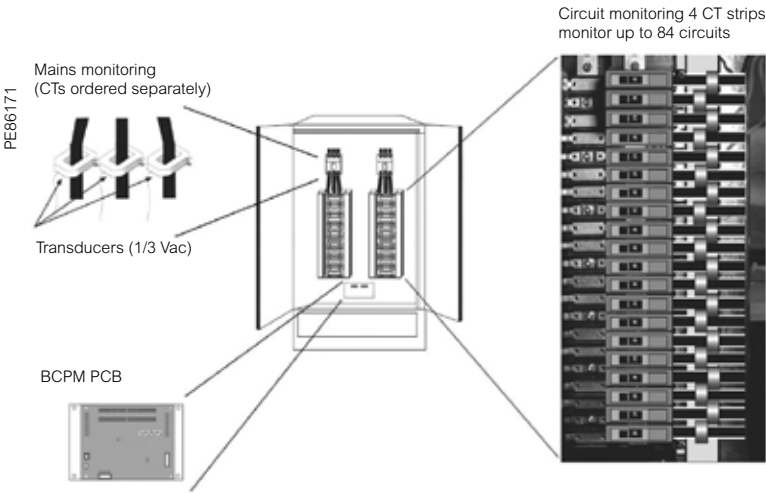 Circuit monitoring 4 CT strips
monitor up to 84 circuits
PE86171
Mains monitoring
(CTs ordered separately)
Transducers (1/3 Vac)
BCPM PCB